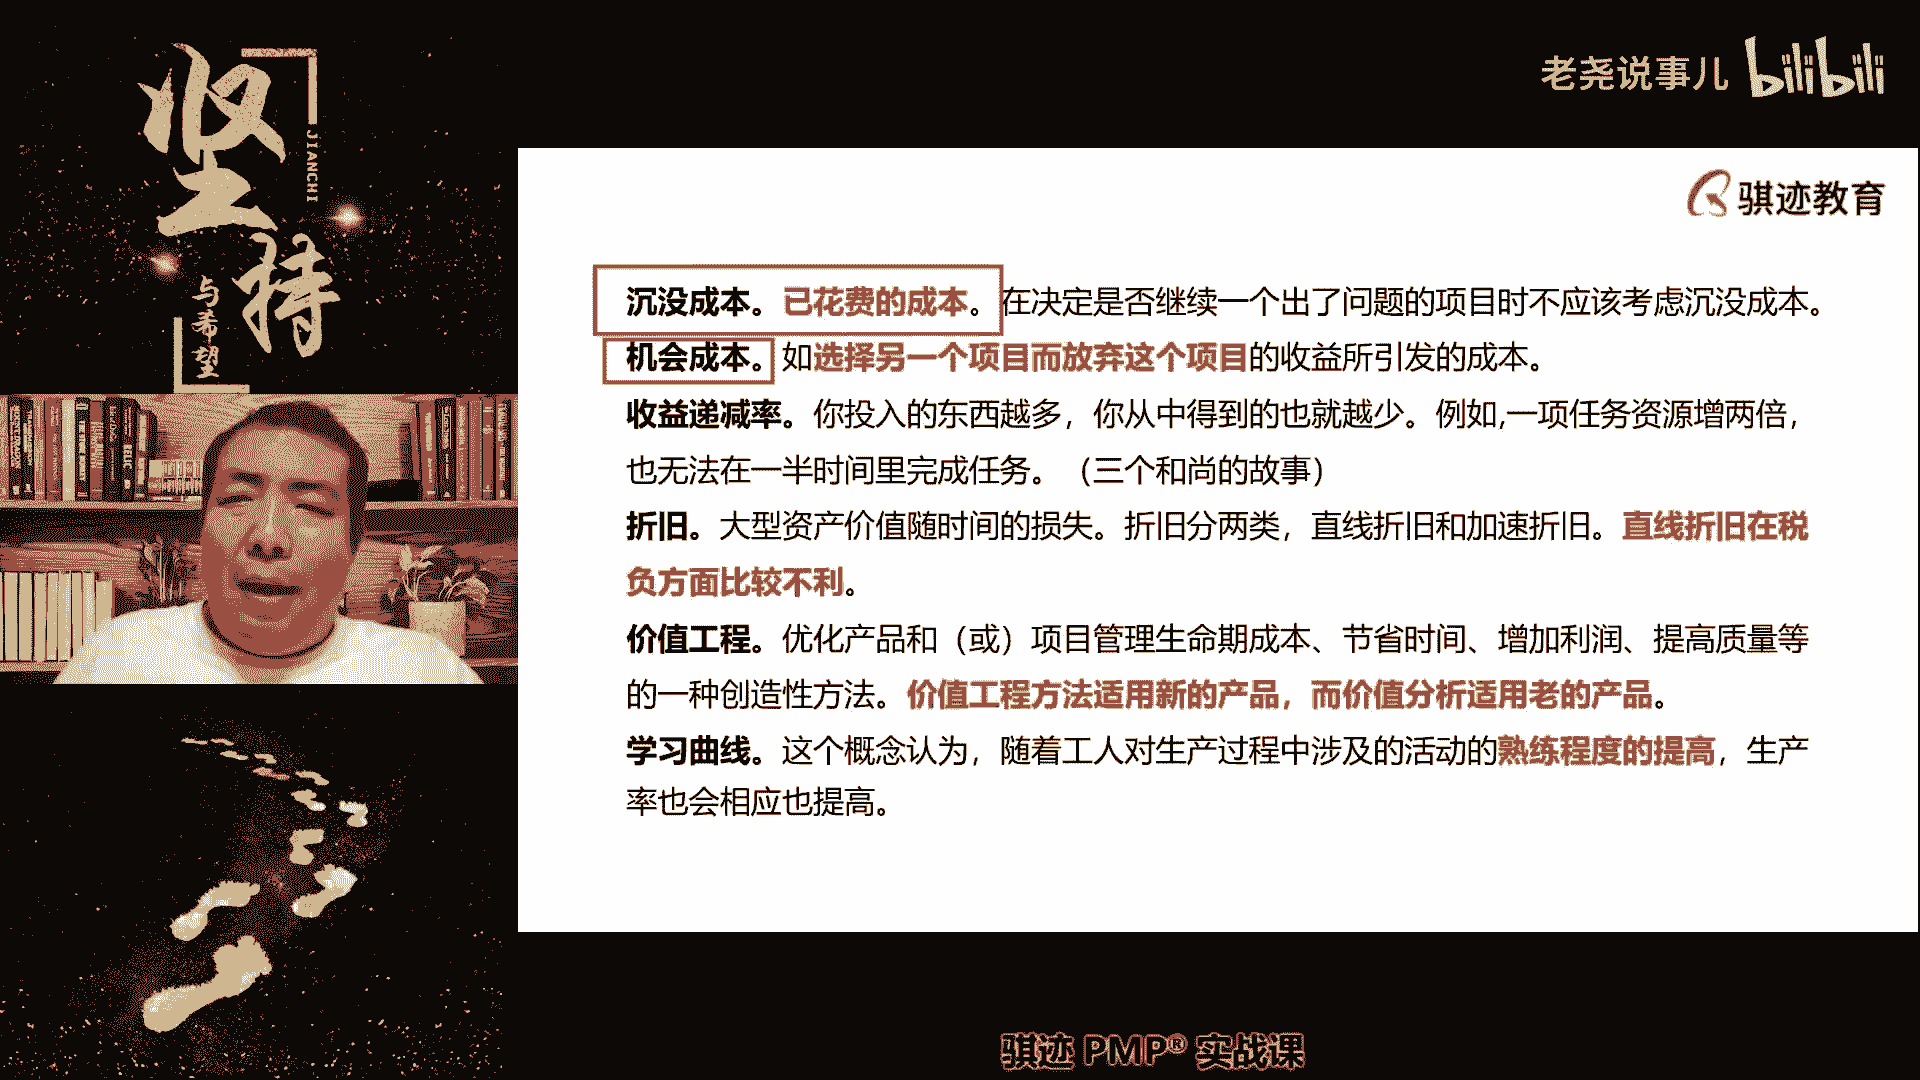 坚持
JIANCHI
与希望
老尧说事儿 bilibili
骐迹教育
沉没成本。已花费的成本。在决定是否继续一个出了问题的项目时不应该考虑沉没成本。
机会成本。如选择另一个项目而放弃这个项目的收益所引发的成本。
收益递减率。你投入的东西越多，你从中得到的也就越少。例如,一项任务资源增两倍，
也无法在一半时间里完成任务。（三个和尚的故事）
折旧。大型资产价值随时间的损失。折旧分两类，直线折旧和加速折旧。直线折旧在税
负方面比较不利。
价值工程。优化产品和（或）项目管理生命期成本、节省时间、增加利润、提高质量等
的一种创造性方法。价值工程方法适用新的产品，而价值分析适用老的产品。
学习曲线。这个概念认为，随着工人对生产过程中涉及的活动的熟练程度的提高，生产
率也会相应也提高。
骐迹 PMP® 实战课